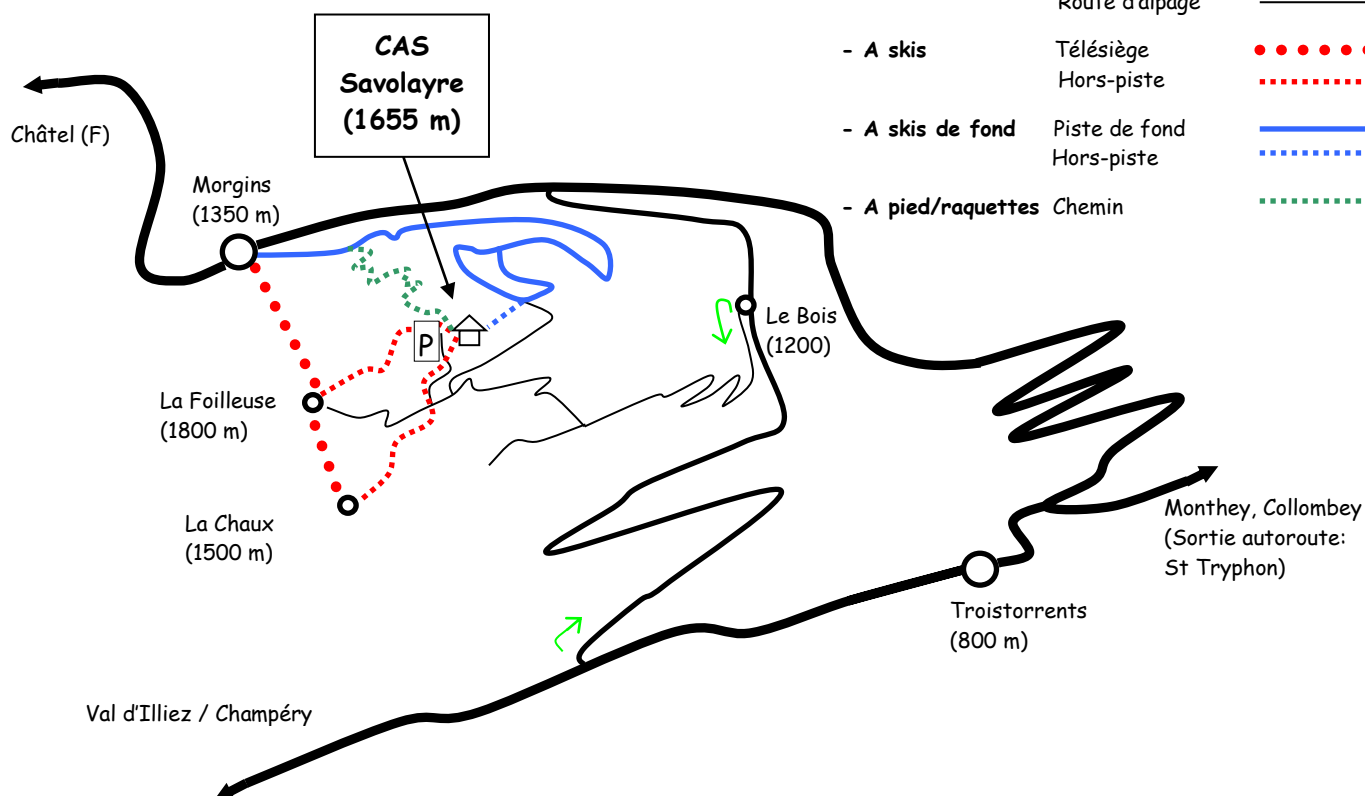 Route d'alpage
- A skis Télésiège
Hors-piste
- A skis de fond Piste de fond
Hors-piste
- A pied/raquettes Chemin
CAS
Savolayre
(1655 m)
Châtel (F)
Morgins
(1350 m)
P
Le Bois
(1200)
La Foilleuse
(1800 m)
La Chaux
(1500 m)
Monthey, Collombey
(Sortie autoroute:
St Tryphon)
Troistorrents
(800 m)
Val d'Illiez / Champéry